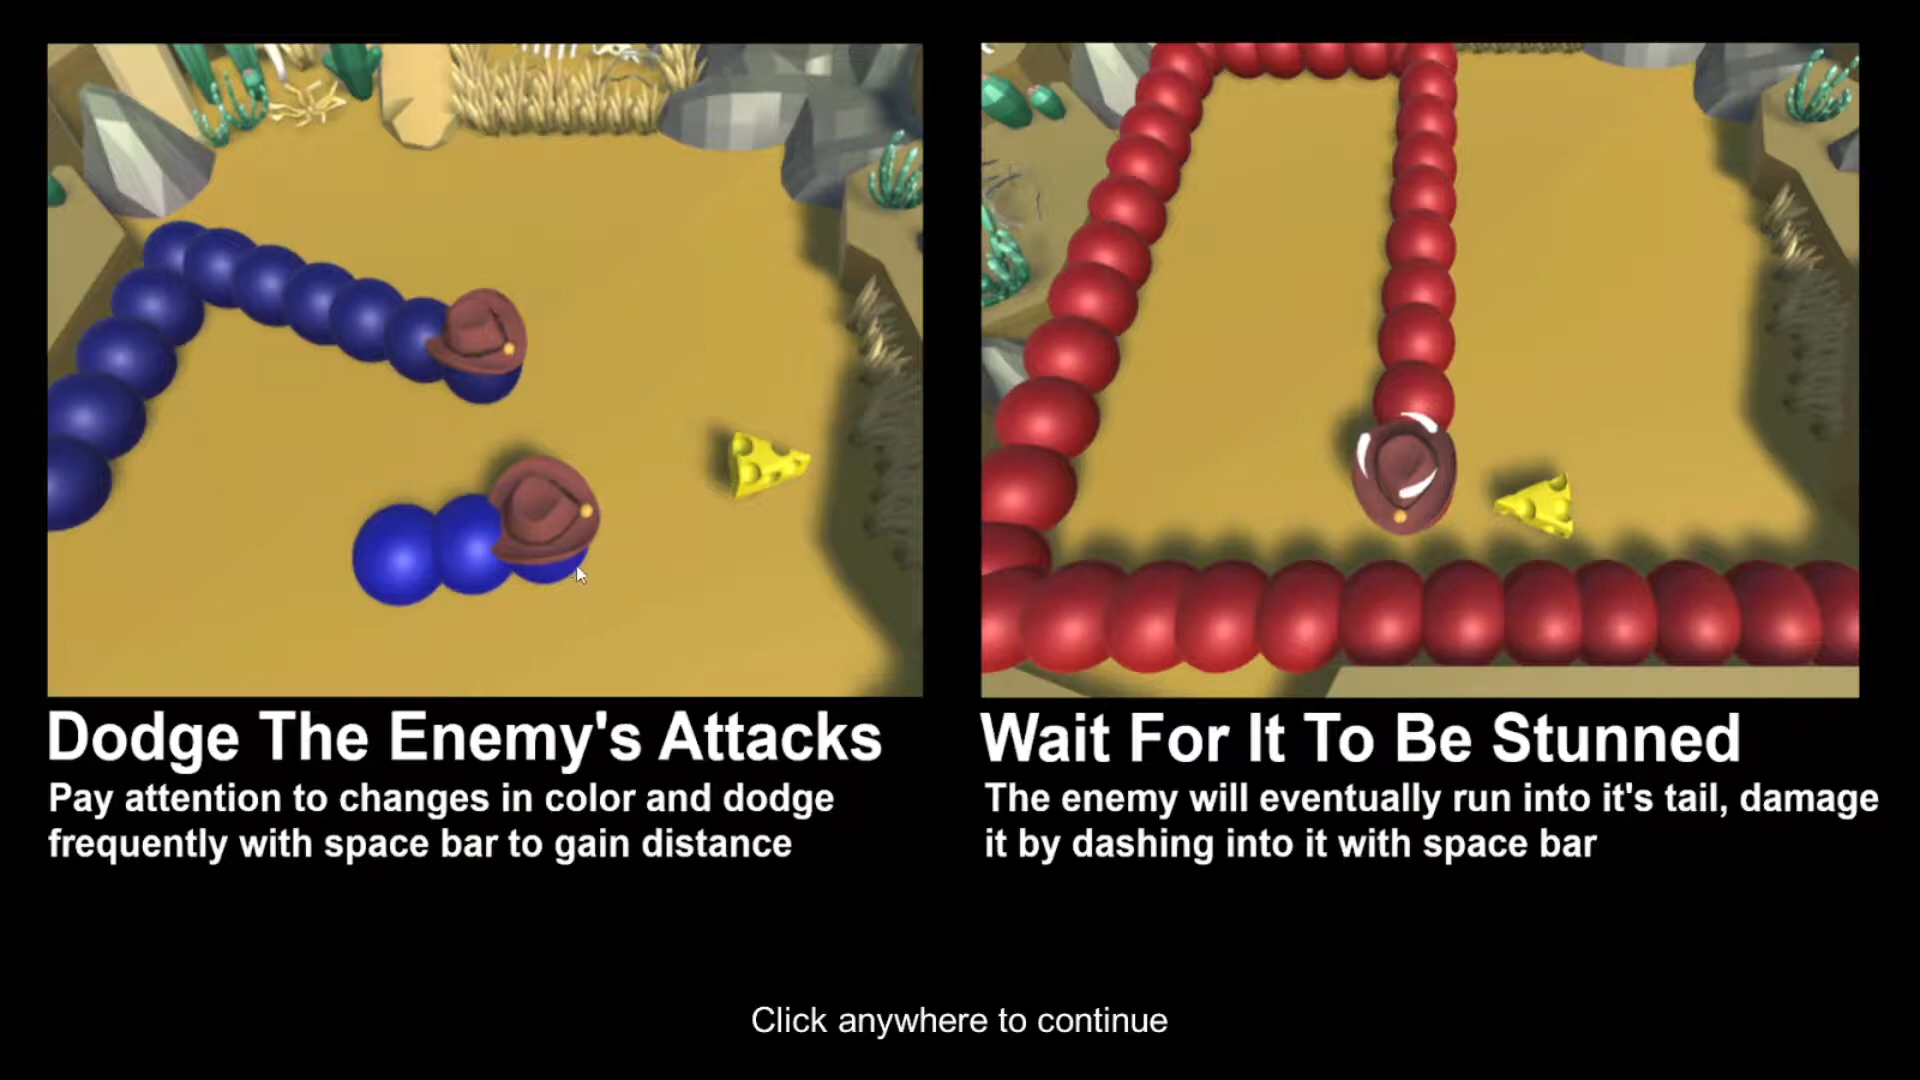 Dodge The Enemy's Attacks
Pay attention to changes in color and dodge
frequently with space bar to gain distance
Wait For It To Be Stunned
The enemy will eventually run into it's tail, damage
it by dashing into it with space bar
Click anywhere to continue